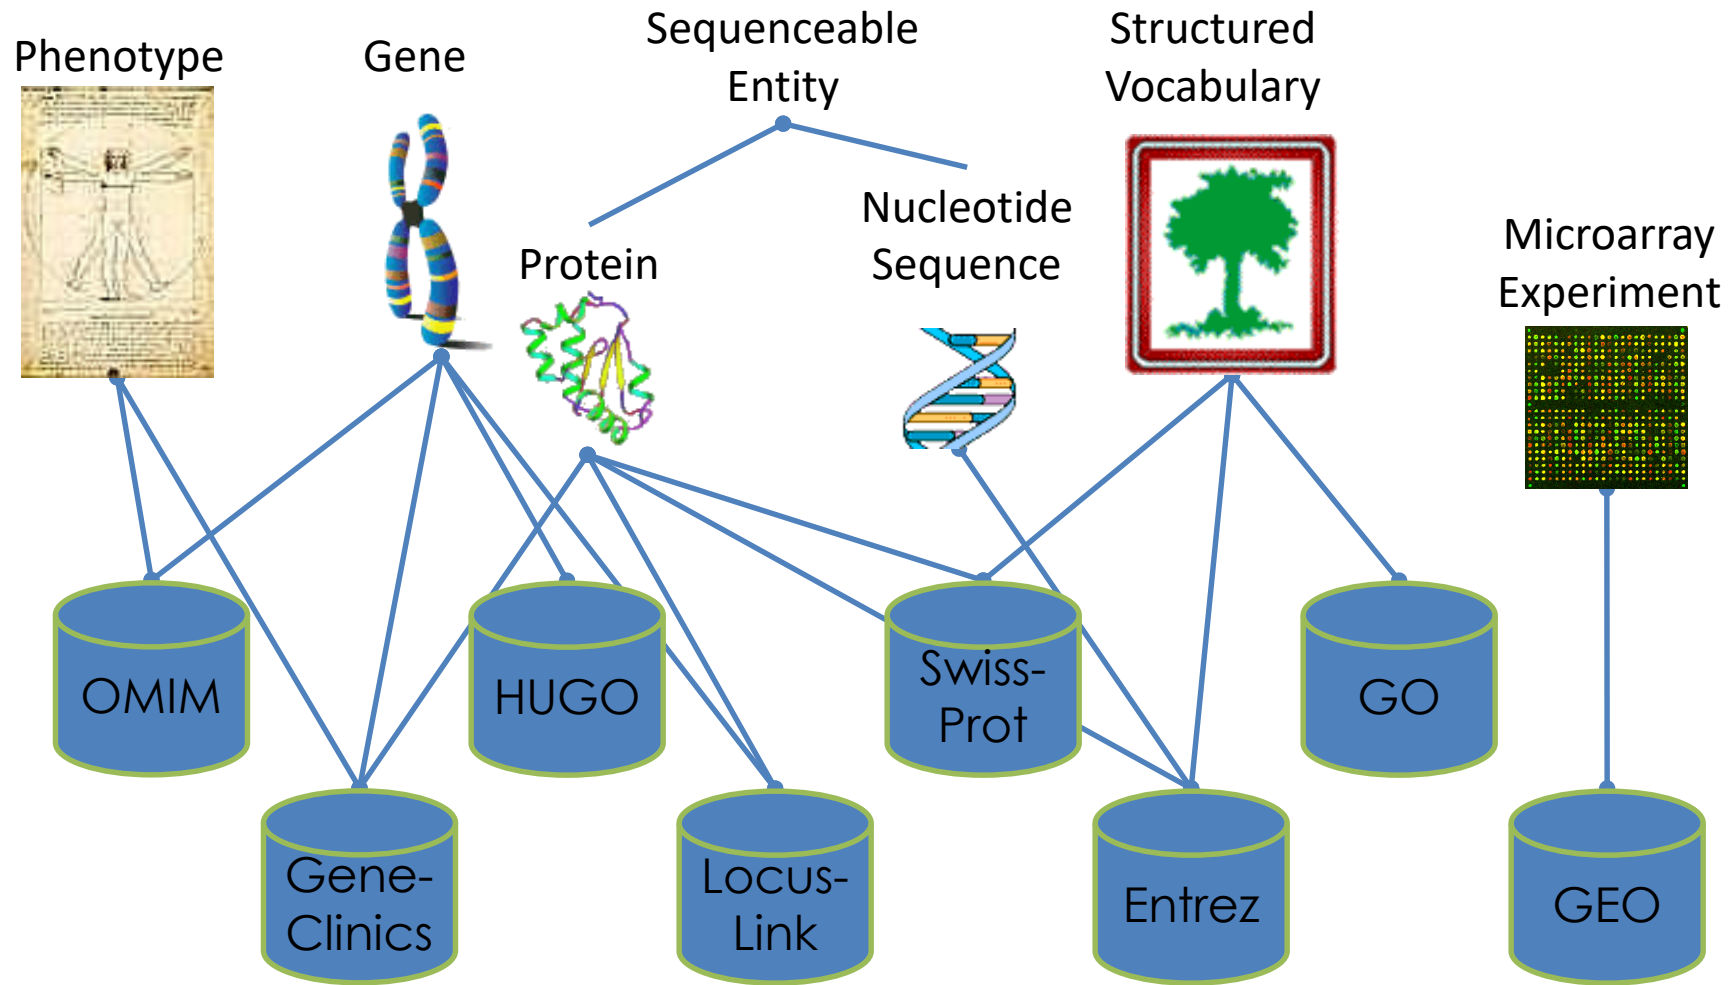 Phenotype
Gene
Sequenceable
Entity
Structured
Vocabulary
Protein
Nucleotide
Sequence
Microarray
Experiment
OMIM
HUGO
Swiss-
Prot
GO
Gene-
Clinics
Locus-
Link
Entrez
GEO